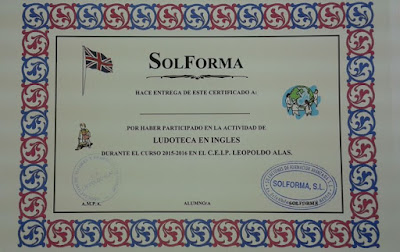 SOLFORMA
HACE ENTREGA DE ESTE CERTIFICADO A:
POR HABER PARTICIPADO EN LA ACTIVIDAD DE
LUDOTECA EN INGLES
DURANTE EL CURSO 2015-2016 EN EL C.E.I.P. LEOPOLDO ALAS.
SOLFORMA, S.L.
A.M.P.A.
ALUMNO/A
SOLFORMA